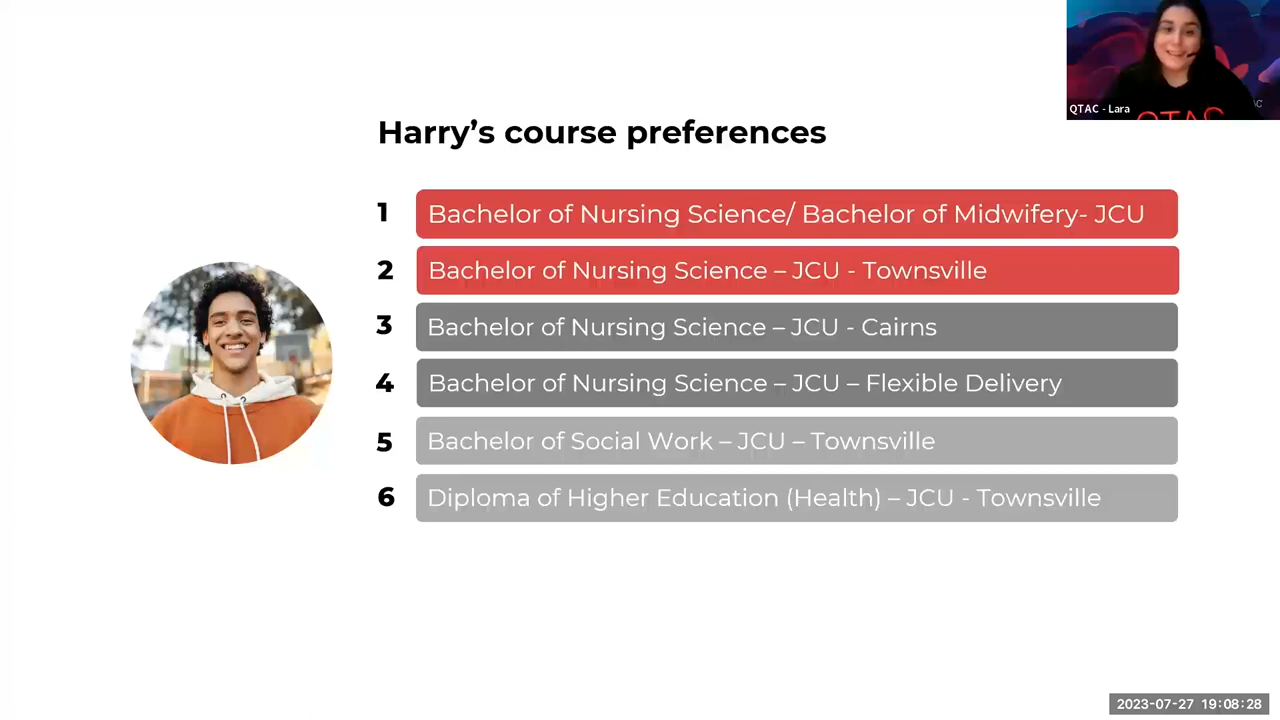 QTAC - Lara
QTAC
Harry's course preferences
1 Bachelor of Nursing Science/ Bachelor of Midwifery- JCU
2 Bachelor of Nursing Science – JCU - Townsville
3 Bachelor of Nursing Science – JCU - Cairns
4 Bachelor of Nursing Science – JCU – Flexible Delivery
5 Bachelor of Social Work – JCU – Townsville
6 Diploma of Higher Education (Health) – JCU - Townsville
2023-07-27 19:08:28